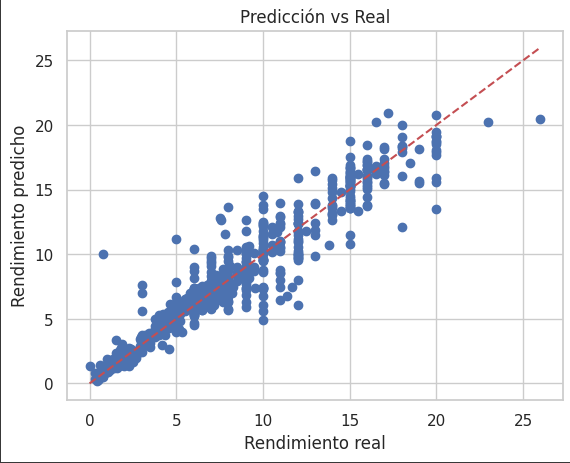 Predicción vs Real
25
20
15
10
5
0
Rendimiento predicho
0 5 10 15 20 25
Rendimiento real